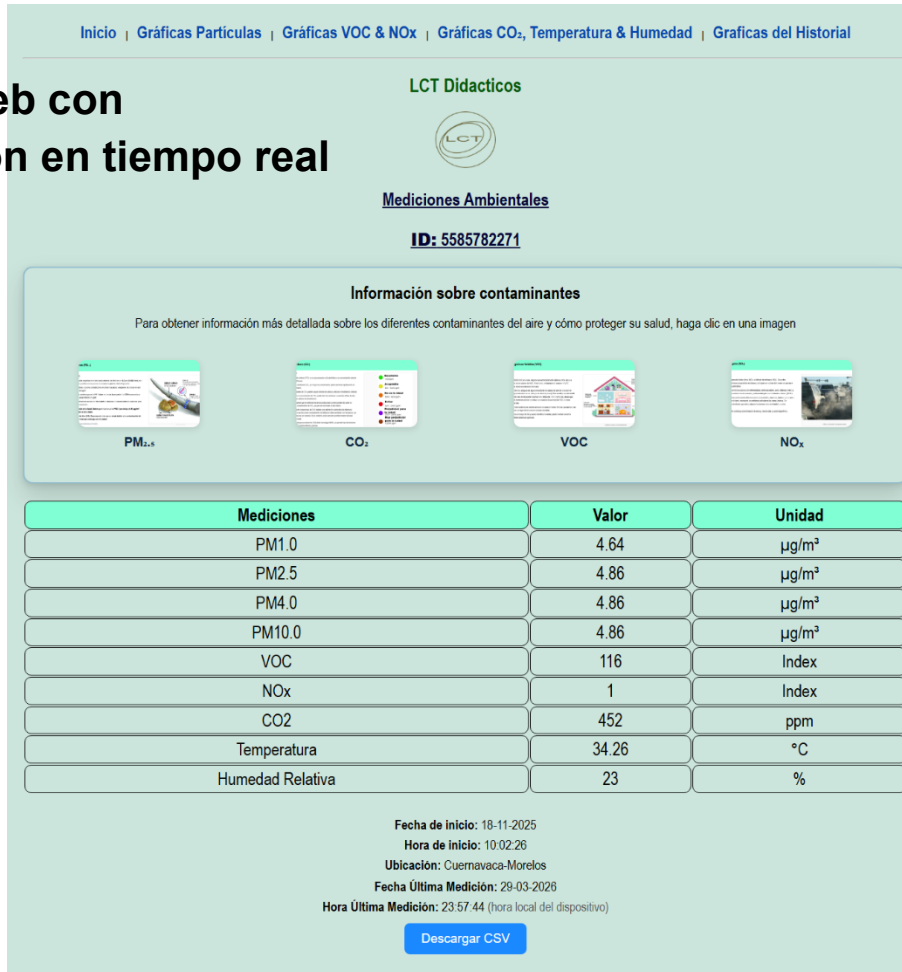 Inicio | Gráficas Partículas | Gráficas VOC & NOx | Gráficas CO₂, Temperatura & Humedad | Graficas del Historial
LCT Didacticos
eb con
LCT
on en tiempo real
Mediciones Ambientales
ID: 5585782271
Información sobre contaminantes
Para obtener información más detallada sobre los diferentes contaminantes del aire y cómo proteger su salud, haga clic en una imagen
PM₂.₅ CO₂ VOC NOₓ
Mediciones Valor Unidad
PM1.0 4.64 µg/m³
PM2.5 4.86 µg/m³
PM4.0 4.86 µg/m³
PM10.0 4.86 µg/m³
VOC 116 Index
NOx 1 Index
CO2 452 ppm
Temperatura 34.26 °C
Humedad Relativa 23 %
Fecha de inicio: 18-11-2025
Hora de inicio: 10:02:26
Ubicación: Cuernavaca-Morelos
Fecha Última Medición: 29-03-2026
Hora Última Medición: 23:57:44 (hora local del dispositivo)
Descargar CSV